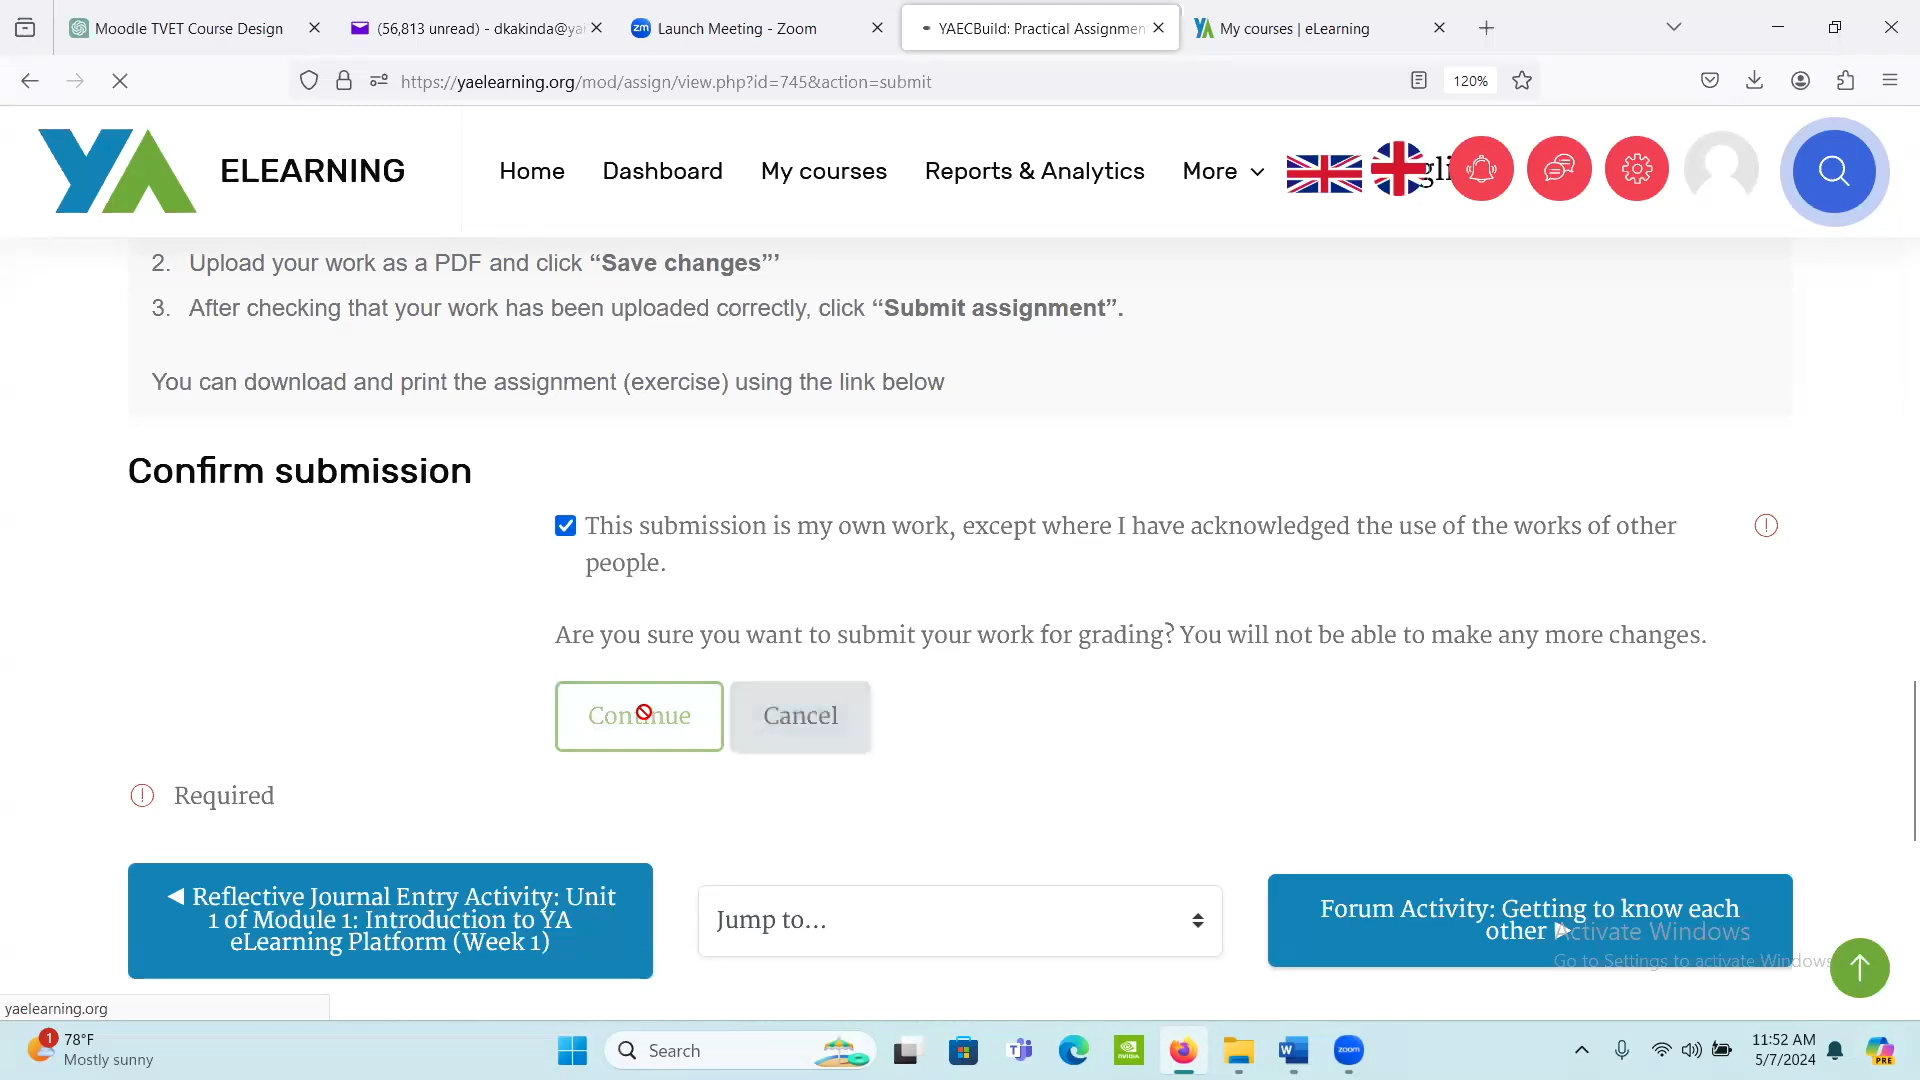 Moodle TVET Course Design
(56,813 unread) - dkakinda@ya
Launch Meeting - Zoom
YAECBuild: Practical Assignmen
My courses | eLearning
https://yaelearning.org/mod/assign/view.php?id=745&action=submit
120%
YA ELEARNING
Home
Dashboard
My courses
Reports & Analytics
More
2. Upload your work as a PDF and click “Save changes”’
3. After checking that your work has been uploaded correctly, click “Submit assignment”.
You can download and print the assignment (exercise) using the link below
Confirm submission
This submission is my own work, except where I have acknowledged the use of the works of other
people.
Are you sure you want to submit your work for grading? You will not be able to make any more changes.
Continue
Cancel
Required
◀ Reflective Journal Entry Activity: Unit
1 of Module 1: Introduction to YA
eLearning Platform (Week 1)
Jump to...
Forum Activity: Getting to know each
other ▶
Activate Windows
Go to Settings to activate Windows
yaelearning.org
1
78°F
Mostly sunny
Search
zoom
11:52 AM
5/7/2024
PRE